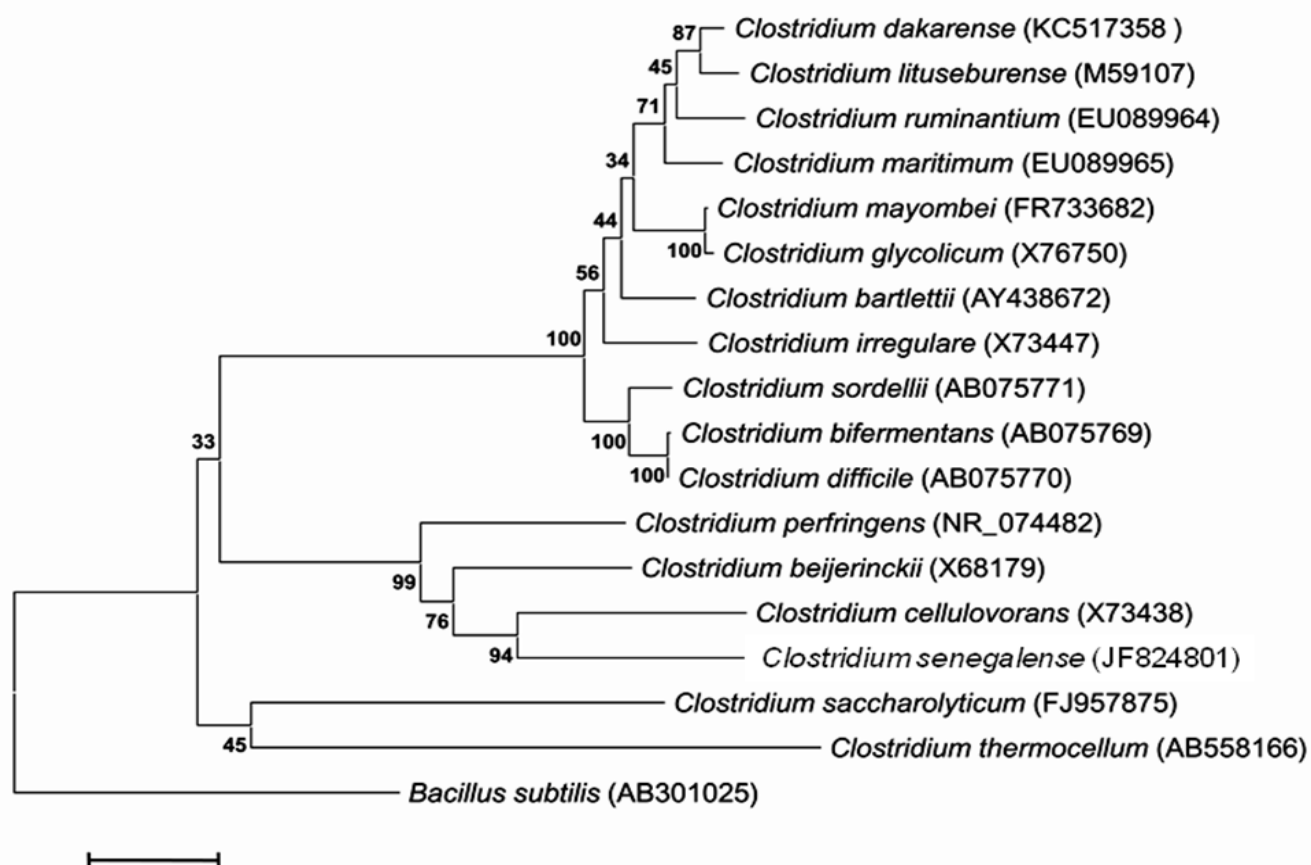 87 Clostridium dakarense (KC517358 )
Clostridium lituseburense (M59107)
45
Clostridium ruminantium (EU089964)
71
Clostridium maritimum (EU089965)
34
Clostridium mayombei (FR733682)
44
100 Clostridium glycolicum (X76750)
56
Clostridium bartlettii (AY438672)
100 Clostridium irregulare (X73447)
Clostridium sordellii (AB075771)
33 100 Clostridium bifermentans (AB075769)
100 Clostridium difficile (AB075770)
Clostridium perfringens (NR_074482)
99 Clostridium beijerinckii (X68179)
76 Clostridium cellulovorans (X73438)
94 Clostridium senegalense (JF824801)
Clostridium saccharolyticum (FJ957875)
45 Clostridium thermocellum (AB558166)
Bacillus subtilis (AB301025)